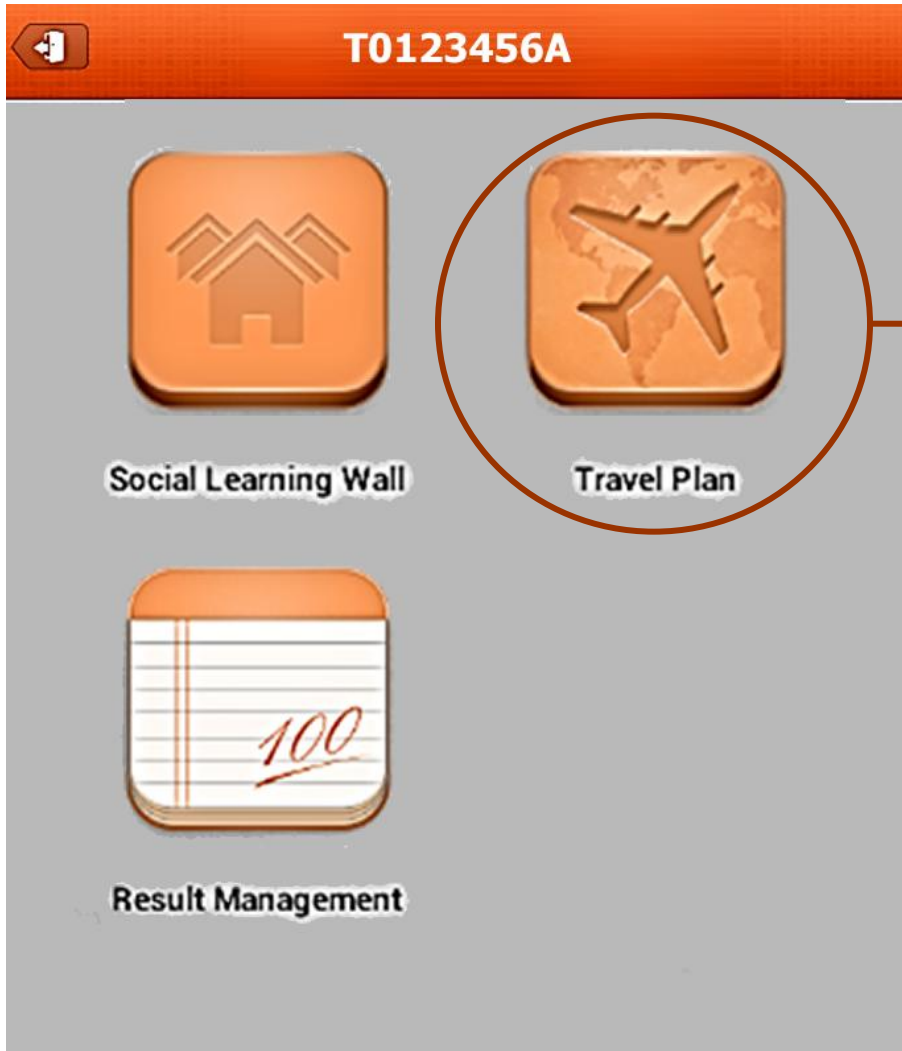 T0123456A
Social Learning Wall
Travel Plan
100
Result Management